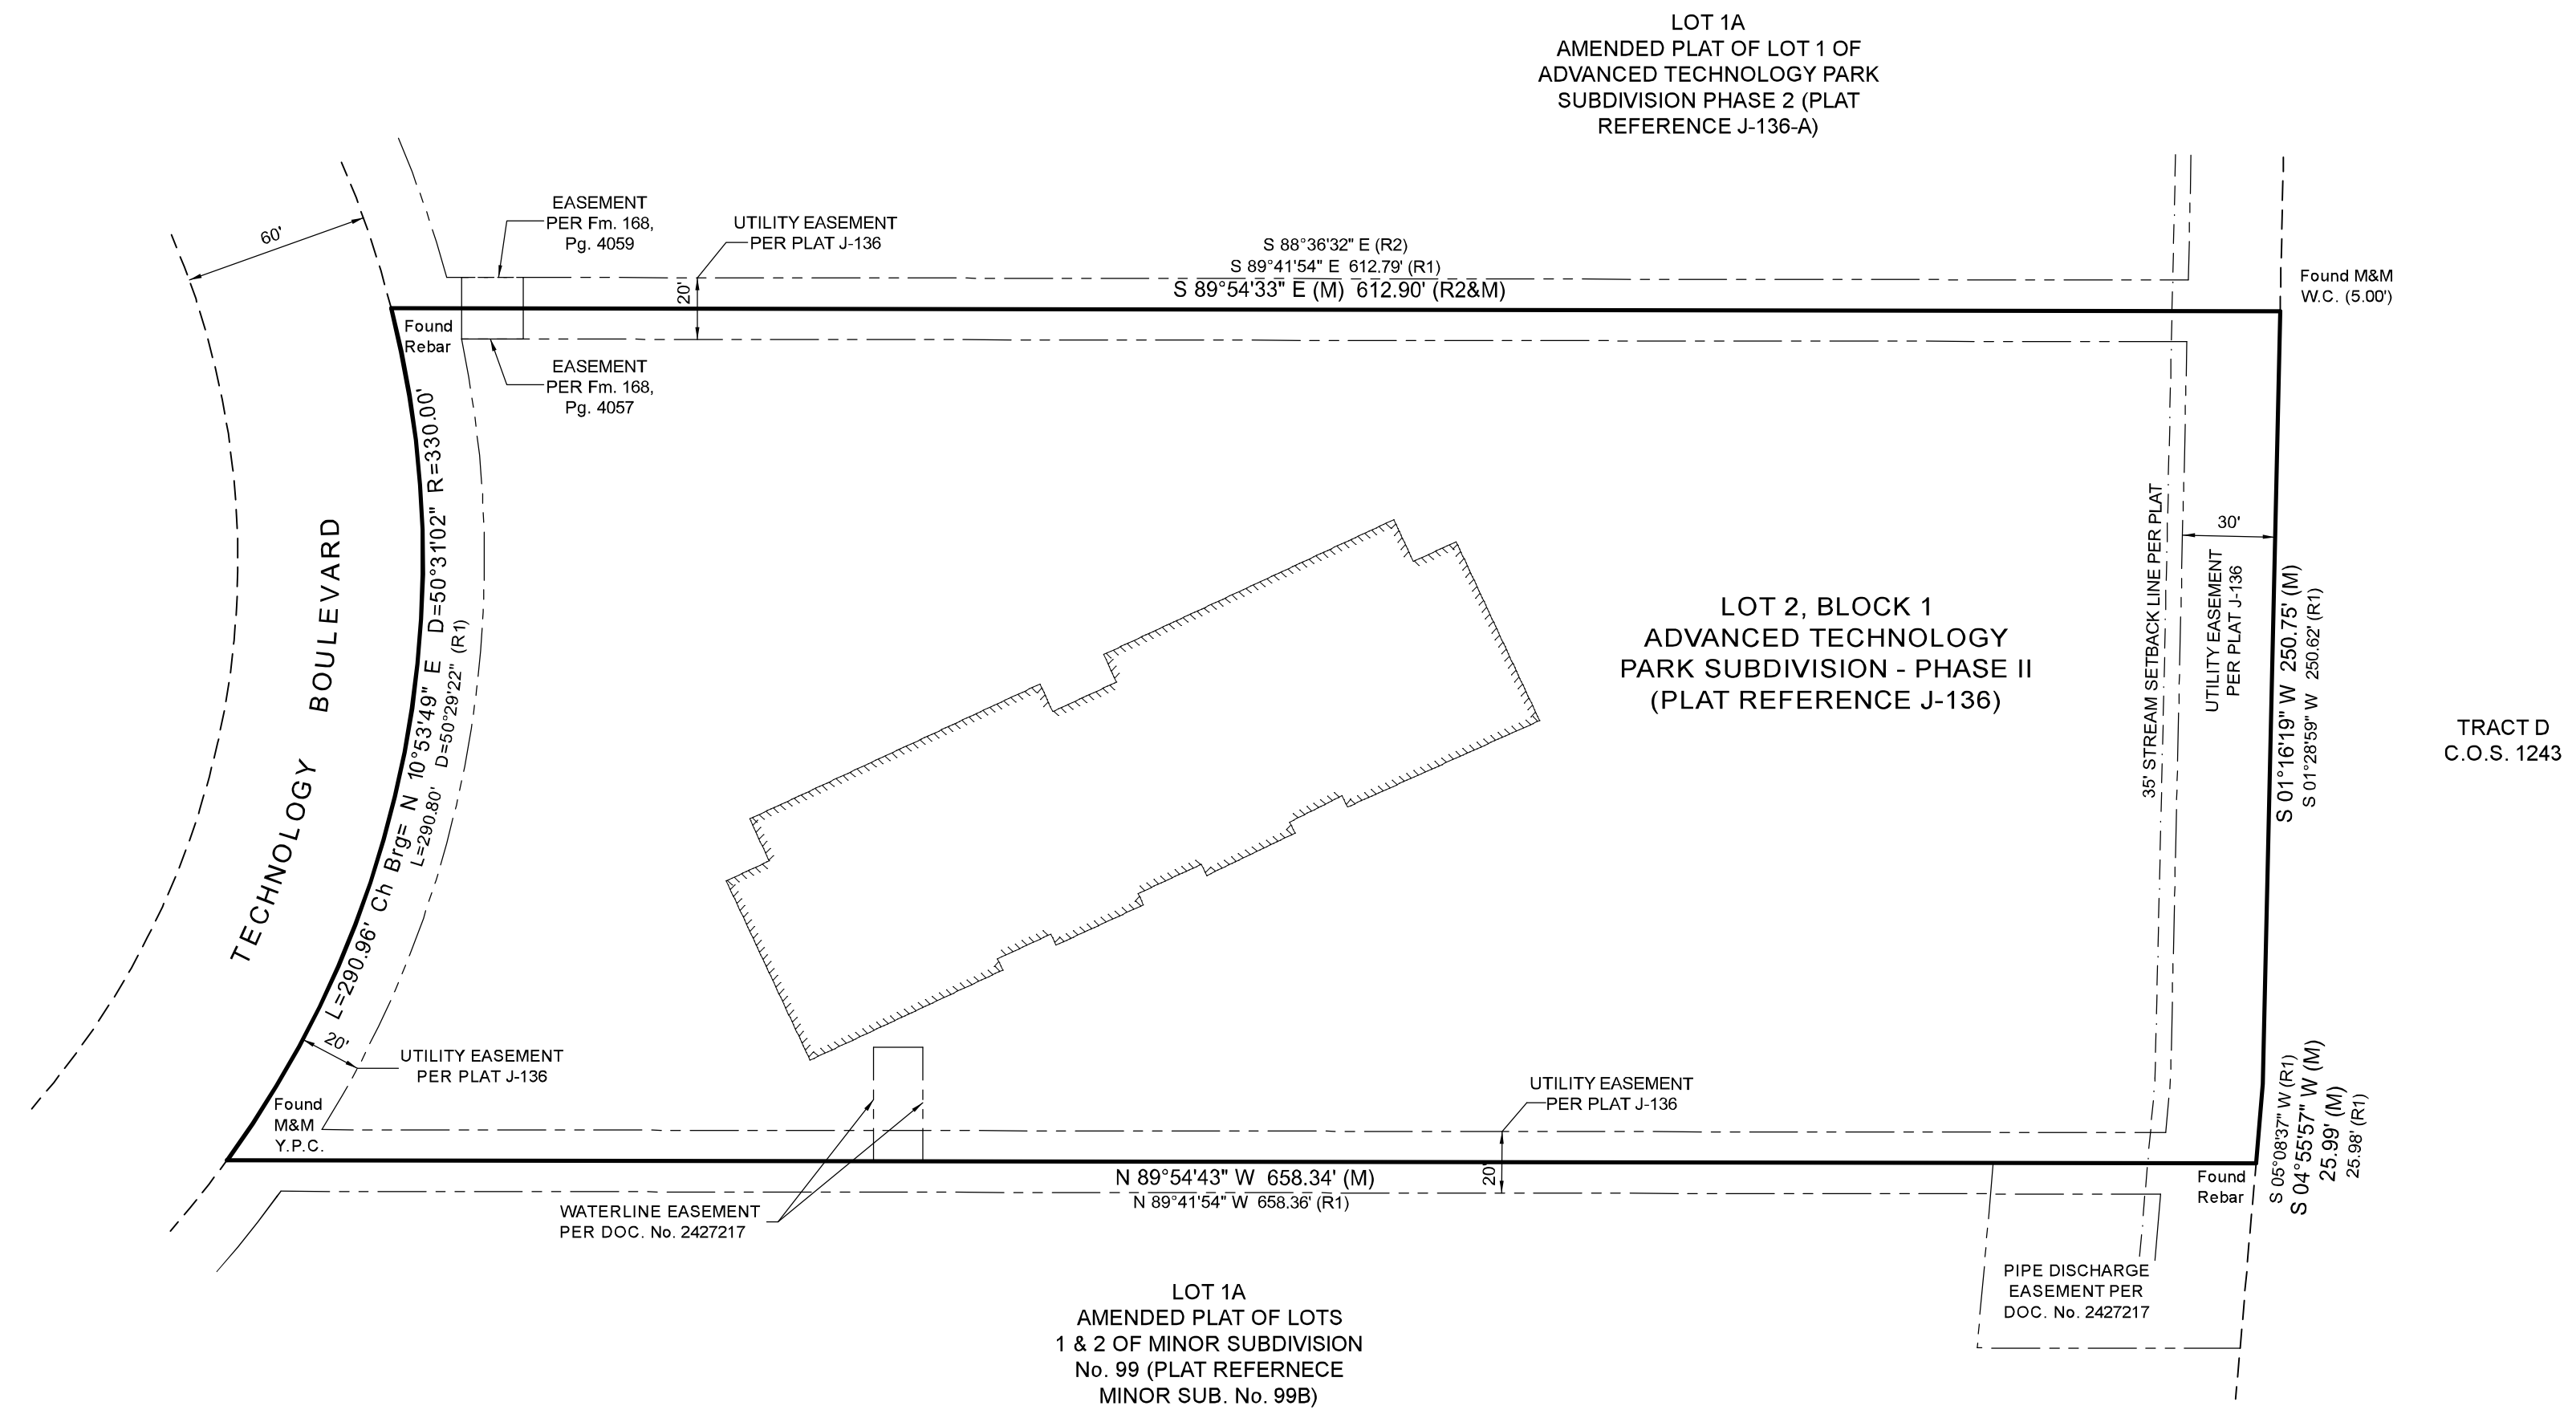 LOT 1A
AMENDED PLAT OF LOT 1 OF
ADVANCED TECHNOLOGY PARK
SUBDIVISION PHASE 2 (PLAT
REFERENCE J-136-A)
60'
EASEMENT
PER Fm. 168,
Pg. 4059
UTILITY EASEMENT
PER PLAT J-136
20'
S 88°36'32" E (R2)
S 89°41'54" E 612.79' (R1)
S 89°54'33" E (M) 612.90' (R2&M)
Found M&M
W.C. (5.00')
Found
Rebar
EASEMENT
PER Fm. 168,
Pg. 4057
TECHNOLOGY BOULEVARD
L=290.96' Ch Brg= N 10°53'49" E D=50°31'02" R=330.00'
L=290.80' D=50°29'22" (R1)
LOT 2, BLOCK 1
ADVANCED TECHNOLOGY
PARK SUBDIVISION - PHASE II
(PLAT REFERENCE J-136)
35' STREAM SETBACK LINE PER PLAT
30'
UTILITY EASEMENT
PER PLAT J-136
S 01°16'19" W 250.75' (M)
S 01°28'59" W 250.62' (R1)
TRACT D
C.O.S. 1243
20'
UTILITY EASEMENT
PER PLAT J-136
Found
M&M
Y.P.C.
UTILITY EASEMENT
PER PLAT J-136
20'
S 05°08'37" W (R1)
S 04°55'57" W (M)
25.99' (M)
25.98' (R1)
N 89°54'43" W 658.34' (M)
N 89°41'54" W 658.36' (R1)
Found
Rebar
WATERLINE EASEMENT
PER DOC. No. 2427217
PIPE DISCHARGE
EASEMENT PER
DOC. No. 2427217
LOT 1A
AMENDED PLAT OF LOTS
1 & 2 OF MINOR SUBDIVISION
No. 99 (PLAT REFERNECE
MINOR SUB. No. 99B)